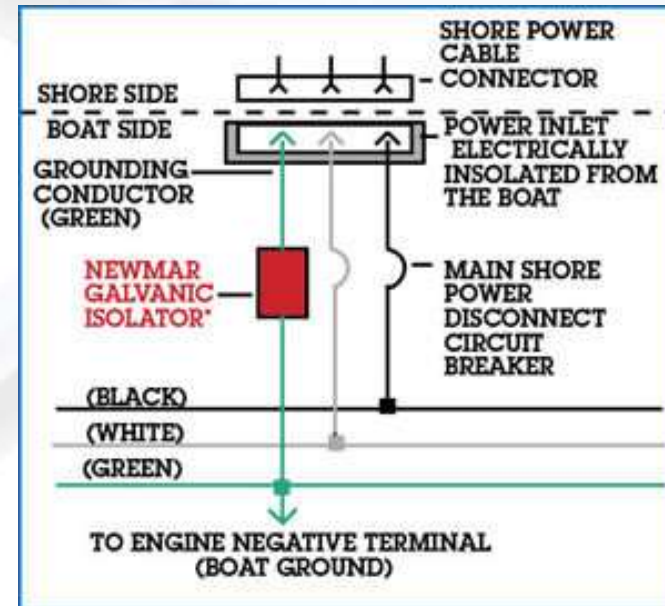 SHORE POWER
CABLE
CONNECTOR
SHORE SIDE
BOAT SIDE
POWER INLET
ELECTRICALLY
INSOLATED FROM
THE BOAT
GROUNDING
CONDUCTOR
(GREEN)
NEWMAR
GALVANIC
ISOLATOR*
MAIN SHORE
POWER
DISCONNECT
CIRCUIT
BREAKER
(BLACK)
(WHITE)
(GREEN)
TO ENGINE NEGATIVE TERMINAL
(BOAT GROUND)